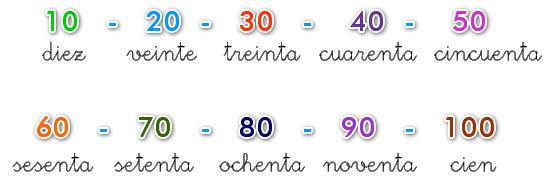 10 - 20 - 30 - 40 - 50
diez veinte treinta cuarenta cincuenta
60 - 70 - 80 - 90 - 100
sesenta setenta ochenta noventa cien